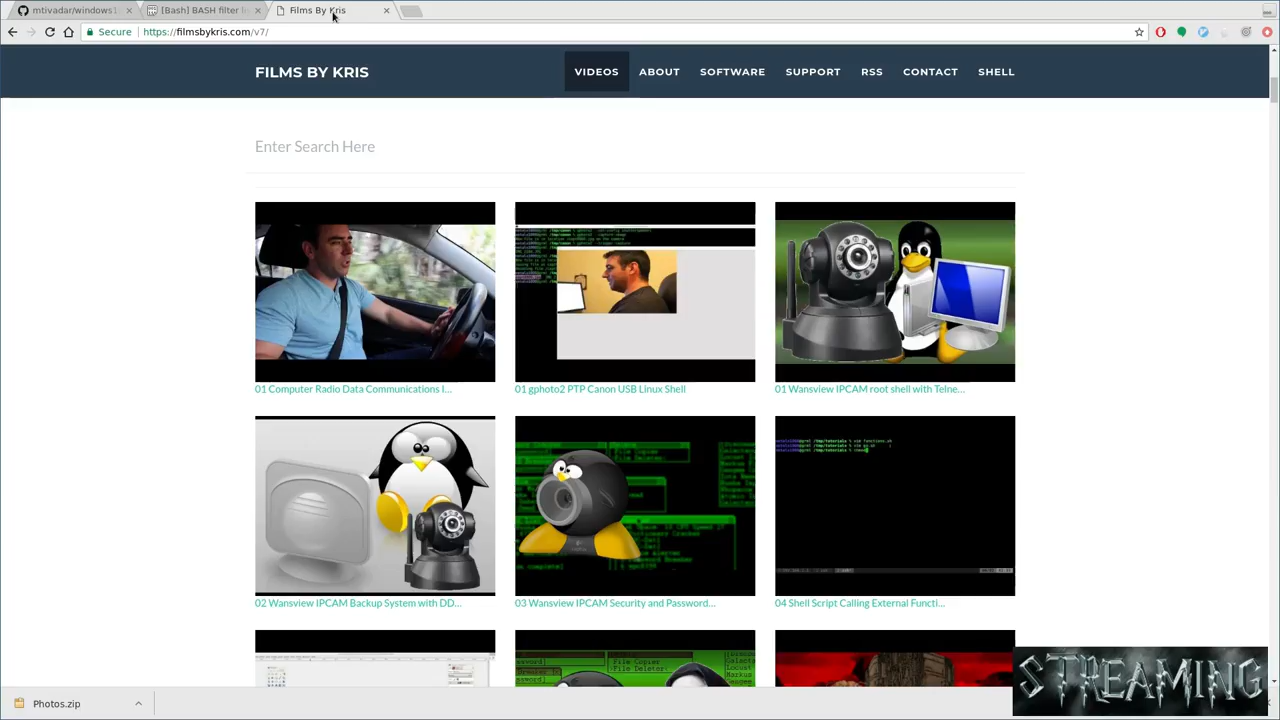 mtivadar/windows1
[Bash] BASH filter li
Films By Kris
Secure
https://filmsbykris.com/v7/
FILMS BY KRIS
VIDEOS
ABOUT
SOFTWARE
SUPPORT
RSS
CONTACT
SHELL
Enter Search Here
01 Computer Radio Data Communications I...
01 gphoto2 PTP Canon USB Linux Shell
01 Wansview IPCAM root shell with Telne...
02 Wansview IPCAM Backup System with DD...
03 Wansview IPCAM Security and Password...
04 Shell Script Calling External Functi...
Photos.zip
STREAMING